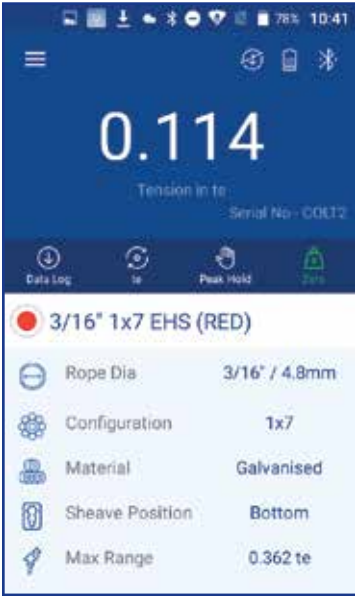 78% 10:41
0.114
Tension in te
Serial No - COLT2
Data Log te Peak Hold Zero
3/16" 1x7 EHS (RED)
Rope Dia 3/16" / 4.8mm
Configuration 1x7
Material Galvanised
Sheave Position Bottom
Max Range 0.362 te